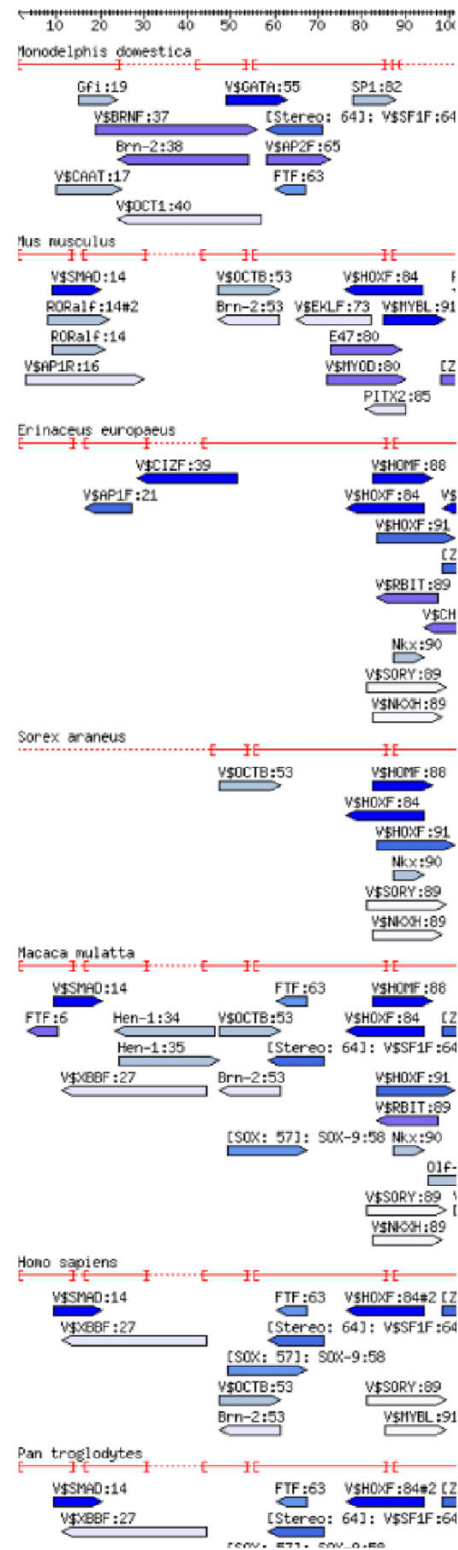 10 20 30 40 50 60 70 80 90 100
Monodelphis domestica
Gfi:19 V$GATA:55 SP1:82
V$BRNF:37 [Stereo: 64]: V$SF1F:64
Brn-2:38 V$AP2F:65
V$CAAT:17 FTF:63
V$OCT1:40
Mus musculus
V$SMAD:14 V$OCTB:53 V$HOXF:84
RORalf:14#2 Brn-2:53 V$EKLF:73 V$MYBL:91
RORalf:14 E47:80
V$AP1R:16 V$MYOD:80 [Z
PITX2:85
Erinaceus europaeus
V$CIZF:39 V$HOMF:88
V$AP1F:21 V$HOXF:84 V$
V$HOXF:91
[Z
V$RBIT:89
V$CH
Nkx:90
V$SORY:89
V$NKXH:89
Sorex araneus
V$OCTB:53 V$HOMF:88
V$HOXF:84
V$HOXF:91
Nkx:90
V$SORY:89
V$NKXH:89
Macaca mulatta
V$SMAD:14 FTF:63 V$HOMF:88
FTF:6 Hen-1:34 V$OCTB:53 V$HOXF:84 [Z
Hen-1:35 [Stereo: 64]: V$SF1F:64
V$XBBF:27 Brn-2:53 V$HOXF:91
V$RBIT:89
[SOX: 57]: SOX-9:58 Nkx:90
Olf-
V$SORY:89
V$NKXH:89
Homo sapiens
V$SMAD:14 FTF:63 V$HOXF:84#2 [Z
V$XBBF:27 [Stereo: 64]: V$SF1F:64
[SOX: 57]: SOX-9:58
V$OCTB:53 V$SORY:89
Brn-2:53 V$MYBL:91
Pan troglodytes
V$SMAD:14 FTF:63 V$HOXF:84#2 [Z
V$XBBF:27 [Stereo: 64]: V$SF1F:64
[SOX: 57]: SOX-9:58